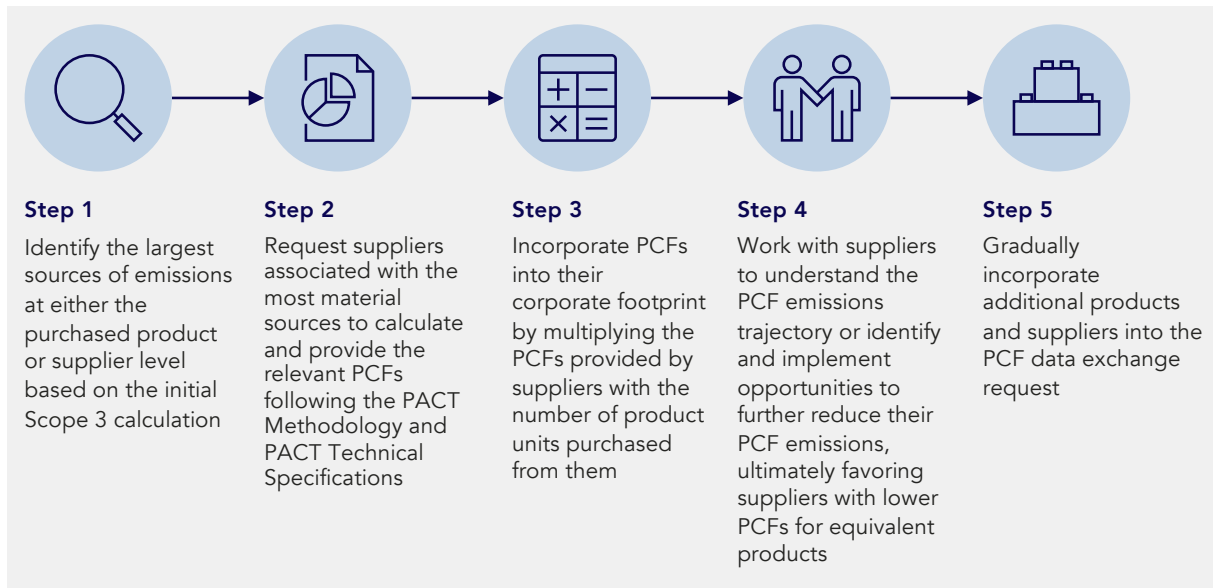 Step 1
Identify the largest
sources of emissions
at either the
purchased product
or supplier level
based on the initial
Scope 3 calculation
Step 2
Request suppliers
associated with the
most material
sources to calculate
and provide the
relevant PCFs
following the PACT
Methodology and
PACT Technical
Specifications
Step 3
Incorporate PCFs
into their
corporate footprint
by multiplying the
PCFs provided by
suppliers with the
number of product
units purchased
from them
Step 4
Work with suppliers
to understand the
PCF emissions
trajectory or identify
and implement
opportunities to
further reduce their
PCF emissions,
ultimately favoring
suppliers with lower
PCFs for equivalent
products
Step 5
Gradually
incorporate
additional products
and suppliers into the
PCF data exchange
request